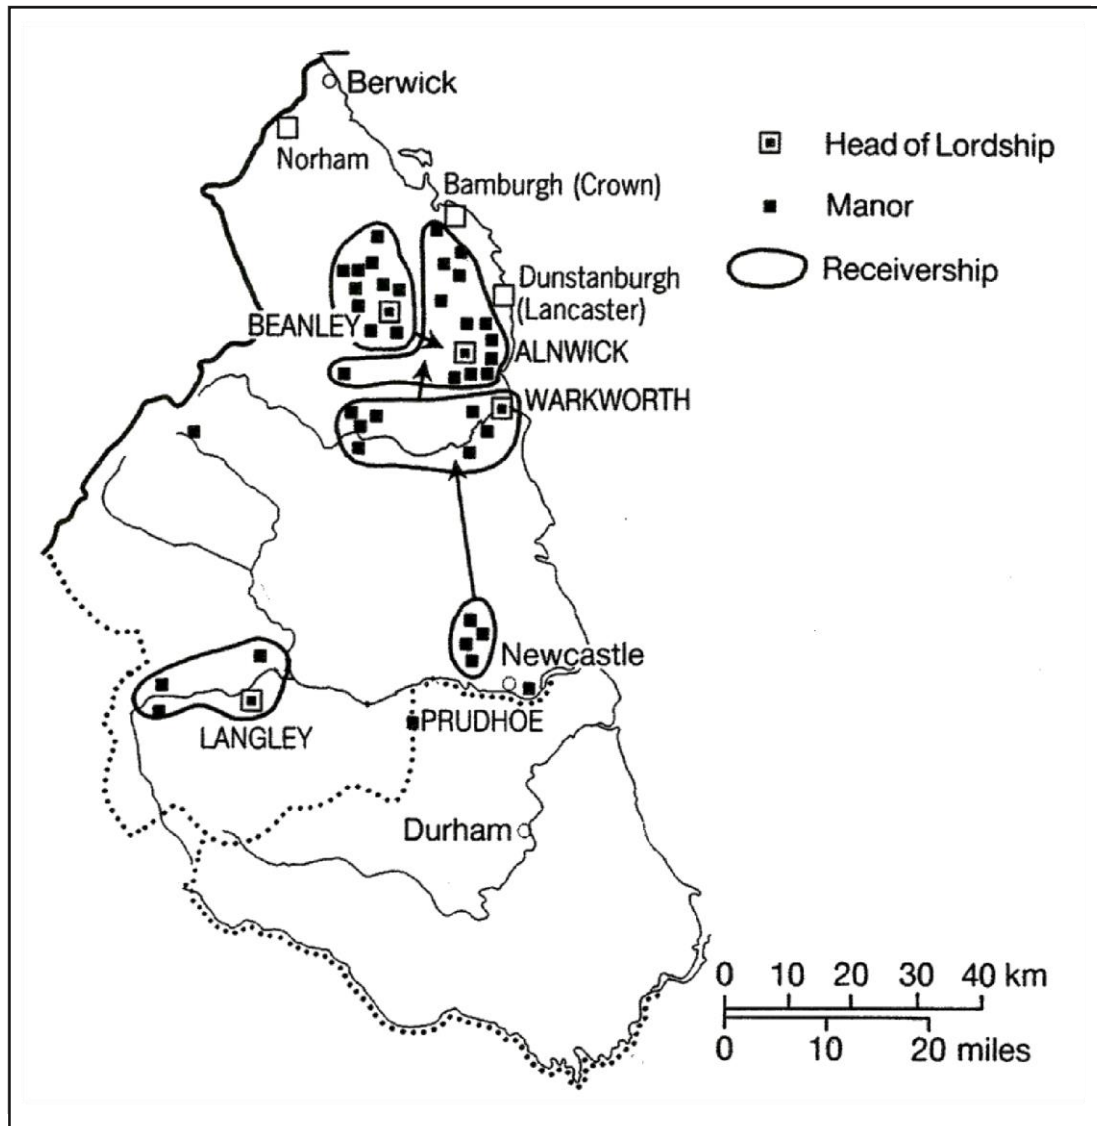 Berwick
Norham
Bamburgh (Crown)
Dunstanburgh
(Lancaster)
BEANLEY
ALNWICK
WARKWORTH
Newcastle
PRUDHOE
LANGLEY
Durham
Head of Lordship
Manor
Receivership
0 10 20 30 40 km
0 10 20 miles